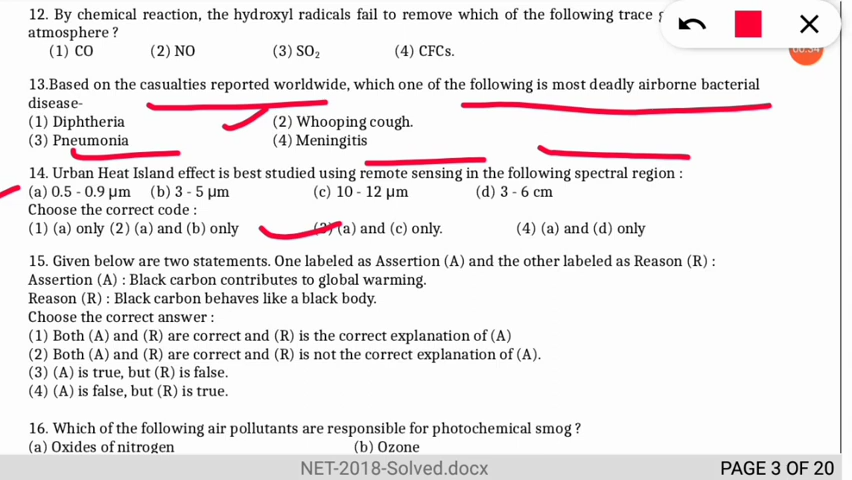 12. By chemical reaction, the hydroxyl radicals fail to remove which of the following trace
atmosphere ?
(1) CO (2) NO (3) SO₂ (4) CFCs.
13.Based on the casualties reported worldwide, which one of the following is most deadly airborne bacterial
disease-
(1) Diphtheria (2) Whooping cough.
(3) Pneumonia (4) Meningitis
14. Urban Heat Island effect is best studied using remote sensing in the following spectral region :
(a) 0.5 - 0.9 µm (b) 3 - 5 µm (c) 10 - 12 µm (d) 3 - 6 cm
Choose the correct code :
(1) (a) only (2) (a) and (b) only (3) (a) and (c) only. (4) (a) and (d) only
15. Given below are two statements. One labeled as Assertion (A) and the other labeled as Reason (R) :
Assertion (A) : Black carbon contributes to global warming.
Reason (R) : Black carbon behaves like a black body.
Choose the correct answer :
(1) Both (A) and (R) are correct and (R) is the correct explanation of (A)
(2) Both (A) and (R) are correct and (R) is not the correct explanation of (A).
(3) (A) is true, but (R) is false.
(4) (A) is false, but (R) is true.
16. Which of the following air pollutants are responsible for photochemical smog ?
(a) Oxides of nitrogen (b) Ozone
NET-2018-Solved.docx PAGE 3 OF 20